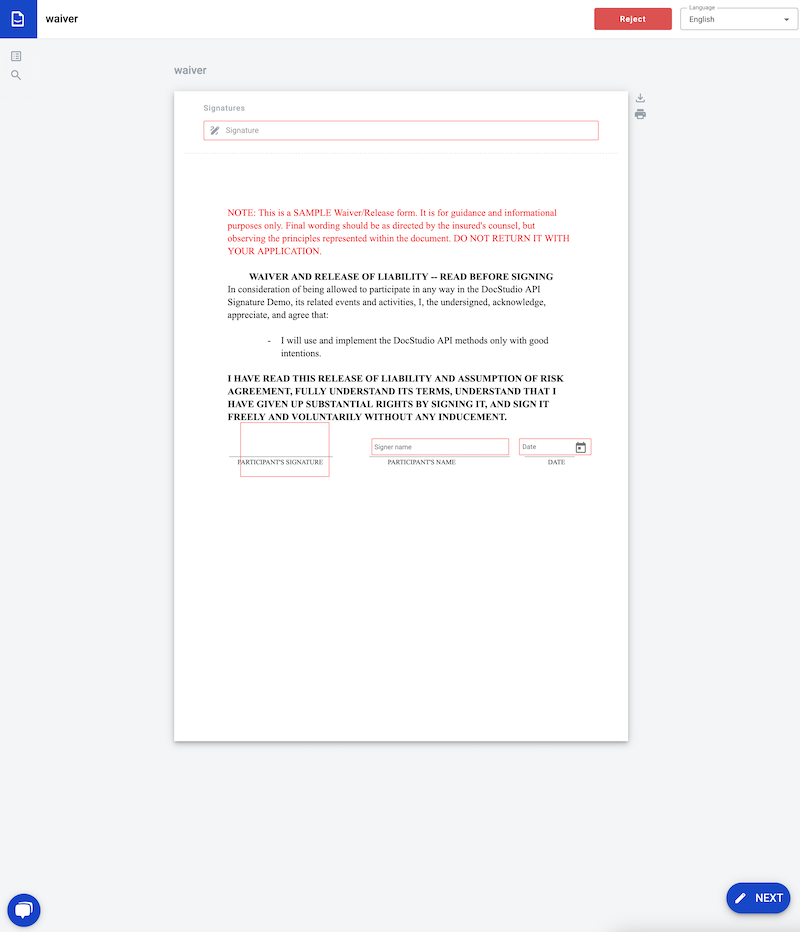 waiver
Reject
Language
English
waiver
Signatures
Signature
NOTE: This is a SAMPLE Waiver/Release form. It is for guidance and informational
purposes only. Final wording should be as directed by the insured's counsel, but
observing the principles represented within the document. DO NOT RETURN IT WITH
YOUR APPLICATION.
WAIVER AND RELEASE OF LIABILITY -- READ BEFORE SIGNING
In consideration of being allowed to participate in any way in the DocStudio API
Signature Demo, its related events and activities, I, the undersigned, acknowledge,
appreciate, and agree that:
- I will use and implement the DocStudio API methods only with good
intentions.
I HAVE READ THIS RELEASE OF LIABILITY AND ASSUMPTION OF RISK
AGREEMENT, FULLY UNDERSTAND ITS TERMS, UNDERSTAND THAT I
HAVE GIVEN UP SUBSTANTIAL RIGHTS BY SIGNING IT, AND SIGN IT
FREELY AND VOLUNTARILY WITHOUT ANY INDUCEMENT.
Signer name
Date
PARTICIPANT'S SIGNATURE
PARTICIPANT'S NAME
DATE
NEXT